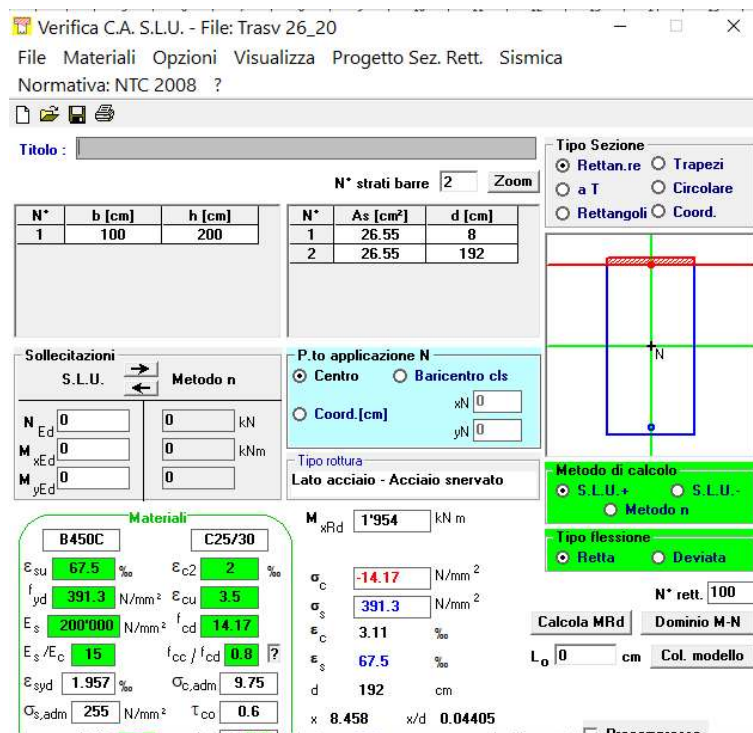 Verifica C.A. S.L.U. - File: Trasv 26_20
File Materiali Opzioni Visualizza Progetto Sez. Rett. Sismica
Normativa: NTC 2008 ?
Titolo :
N° strati barre 2 Zoom
Tipo Sezione
Rettan.re Trapezi
a T Circolare
Rettangoli Coord.
N° b [cm] h [cm]
1 100 200
N° As [cm²] d [cm]
1 26.55 8
2 26.55 192
N
Sollecitazioni
S.L.U. Metodo n
N Ed 0 0 kN
M xEd 0 0 kNm
M yEd 0 0
P.to applicazione N
Centro Baricentro cls
Coord.[cm] xN 0
yN 0
Tipo rottura
Lato acciaio - Acciaio snervato
Metodo di calcolo
S.L.U.+ S.L.U.-
Metodo n
Tipo flessione
Retta Deviata
Materiali
B450C C25/30
εsu 67.5 ‰ εc2 2 ‰
fyd 391.3 N/mm² εcu 3.5
Es 200'000 N/mm² fcd 14.17
Es/Ec 15 fcc / fcd 0.8 ?
εsyd 1.957 ‰ σc,adm 9.75
σs,adm 255 N/mm² τco 0.6
M xRd 1'954 kN m
σc -14.17 N/mm²
σs 391.3 N/mm²
εc 3.11 ‰
εs 67.5 ‰
d 192 cm
x 8.458 x/d 0.04405
N° rett. 100
Calcola MRd Dominio M-N
Lo 0 cm Col. modello